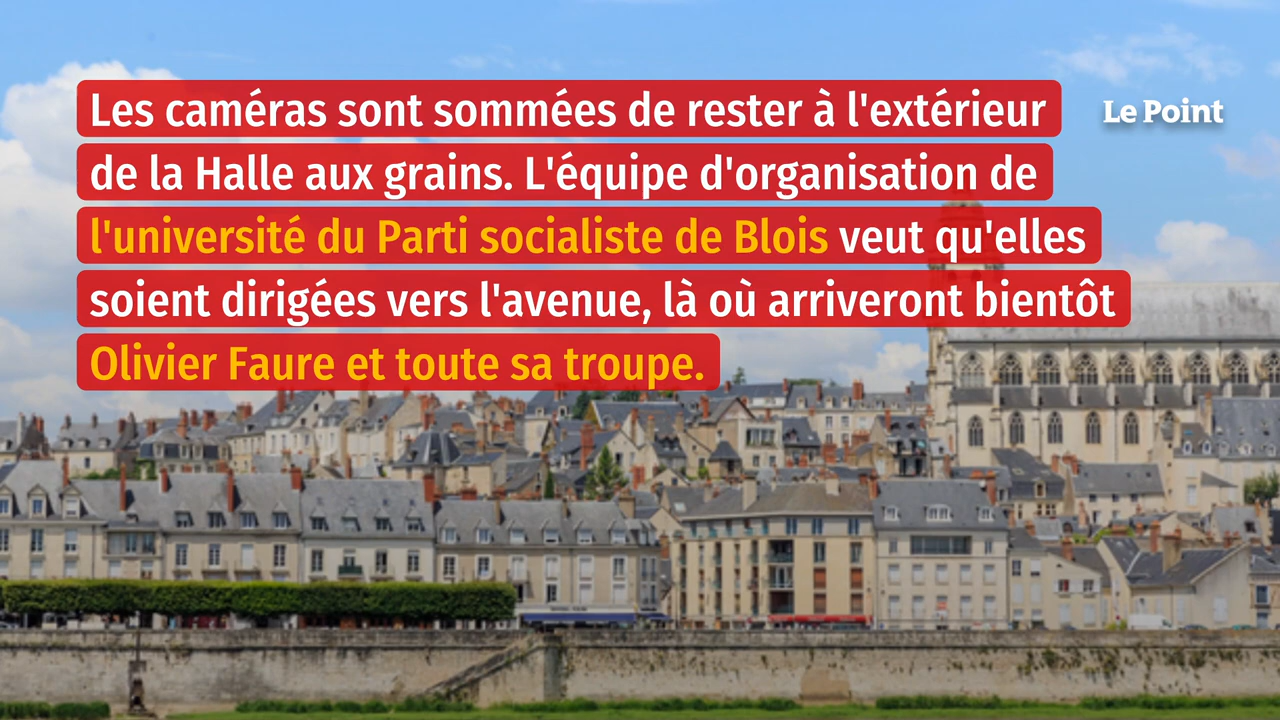 Les caméras sont sommées de rester à l'extérieur
Le Point
de la Halle aux grains. L'équipe d'organisation de
l'université du Parti socialiste de Blois veut qu'elles
soient dirigées vers l'avenue, là où arriveront bientôt
Olivier Faure et toute sa troupe.